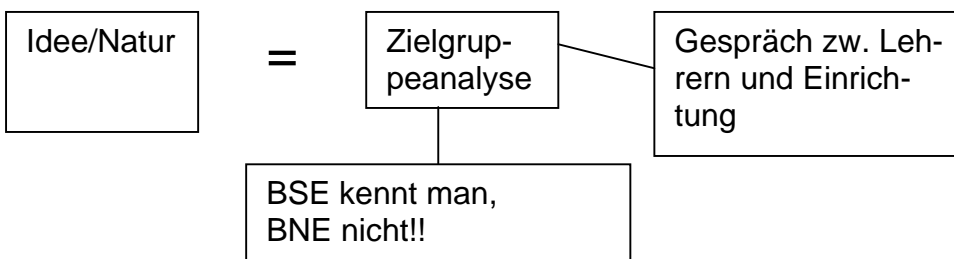 Idee/Natur
=
Zielgrup-
peanalyse
Gespräch zw. Leh-
rern und Einrich-
tung
BSE kennt man,
BNE nicht!!